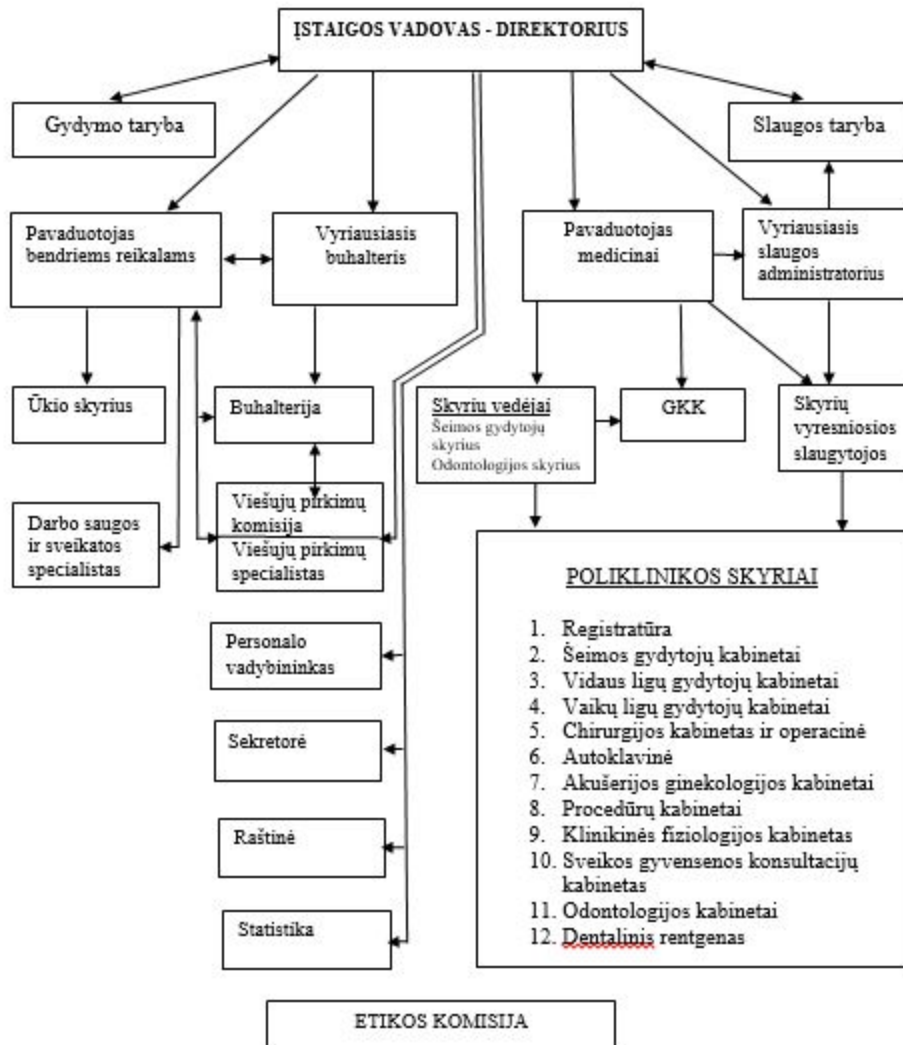 ĮSTAIGOS VADOVAS - DIREKTORIUS
Gydymo taryba
Slaugos taryba
Pavaduotojas
bendriems reikalams
Vyriausiasis
buhalteris
Pavaduotojas
medicinai
Vyriausiasis
slaugos
administratorius
Ūkio skyrius
Buhalterija
Skyrių vedėjai
Šeimos gydytojų
skyrius
Odontologijos skyrius
GKK
Skyrių
vyresniosios
slaugytojos
Darbo saugos
ir sveikatos
specialistas
Viešujų pirkimų
komisija
Viešujų pirkimų
specialistas
Personalo
vadybininkas
Sekretorė
Raštinė
Statistika
POLIKLINIKOS SKYRIAI
1. Registratūra
2. Šeimos gydytojų kabinetai
3. Vidaus ligų gydytojų kabinetai
4. Vaikų ligų gydytojų kabinetai
5. Chirurgijos kabinetas ir operacinė
6. Autoklavinė
7. Akušerijos ginekologijos kabinetai
8. Procedūrų kabinetai
9. Klinikinės fiziologijos kabinetas
10. Sveikos gyvensenos konsultacijų
kabinetas
11. Odontologijos kabinetai
12. Dentalinis rentgenas
ETIKOS KOMISIJA